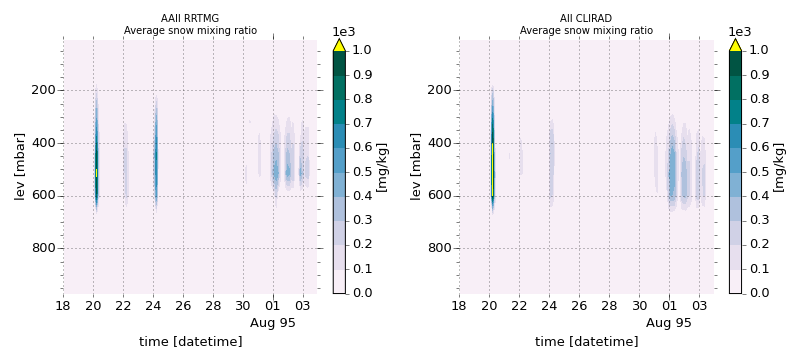 AAII RRTMG
Average snow mixing ratio
1e3
1.0
0.9
0.8
0.7
0.6
0.5
0.4
0.3
0.2
0.1
0.0
[mg/kg]
200
400
600
800
lev [mbar]
18 20 22 24 26 28 30 01 03
Aug 95
time [datetime]
AII CLIRAD
Average snow mixing ratio
1e3
1.0
0.9
0.8
0.7
0.6
0.5
0.4
0.3
0.2
0.1
0.0
[mg/kg]
200
400
600
800
lev [mbar]
18 20 22 24 26 28 30 01 03
Aug 95
time [datetime]